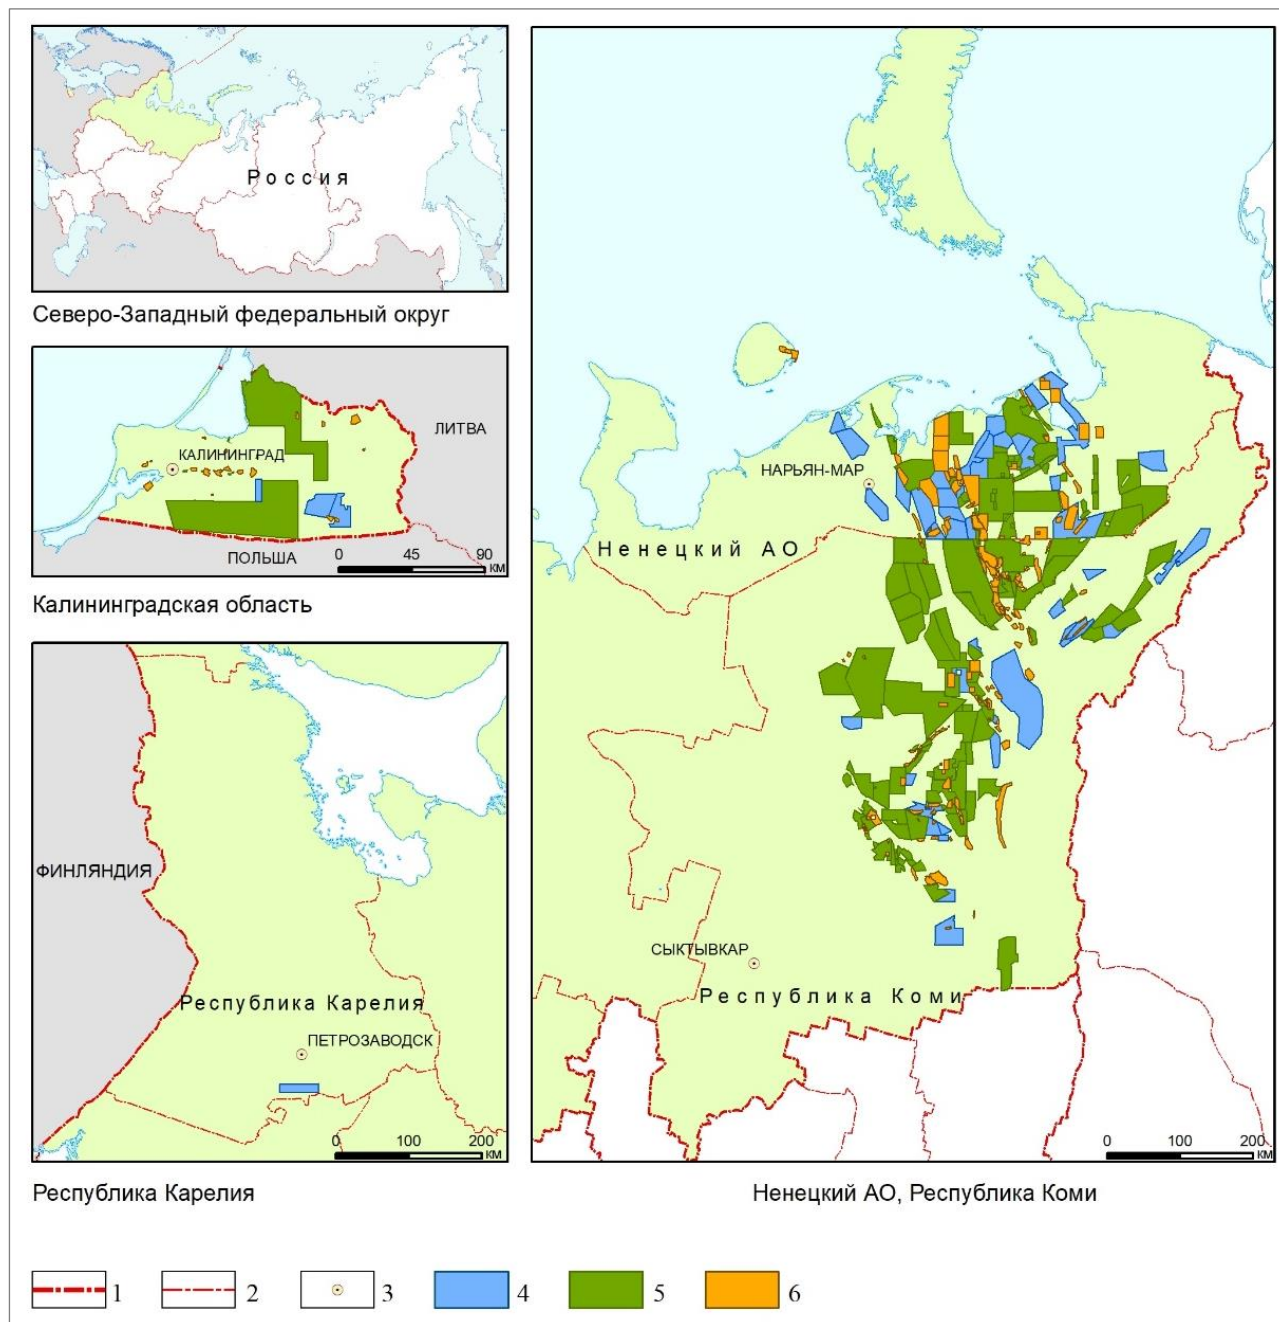 Россия
Северо-Западный федеральный округ
ЛИТВА
КАЛИНИНГРАД
ПОЛЬША
0 45 90
КМ
Калининградская область
ФИНЛЯНДИЯ
Республика Карелия
ПЕТРОЗАВОДСК
0 100 200
КМ
Республика Карелия
НАРЬЯН-МАР
Ненецкий АО
СЫКТЫВКАР
Республика Коми
0 100 200
КМ
Ненецкий АО, Республика Коми
1 2 3 4 5 6